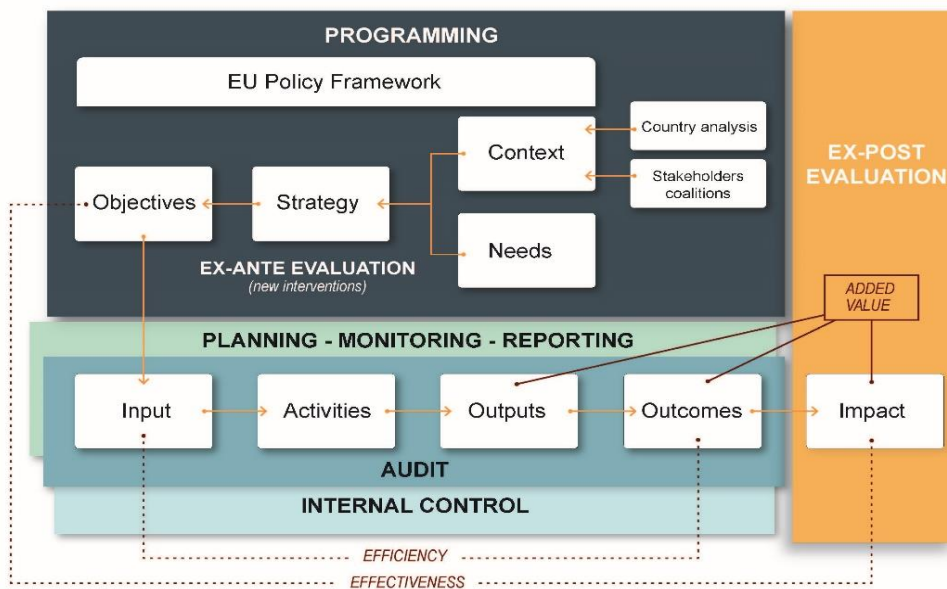 PROGRAMMING
EU Policy Framework
Country analysis
Context
Stakeholders
coalitions
EX-POST
EVALUATION
Objectives
Strategy
Needs
EX-ANTE EVALUATION
(new interventions)
ADDED
VALUE
PLANNING - MONITORING - REPORTING
Input
Activities
Outputs
Outcomes
Impact
AUDIT
INTERNAL CONTROL
EFFICIENCY
EFFECTIVENESS